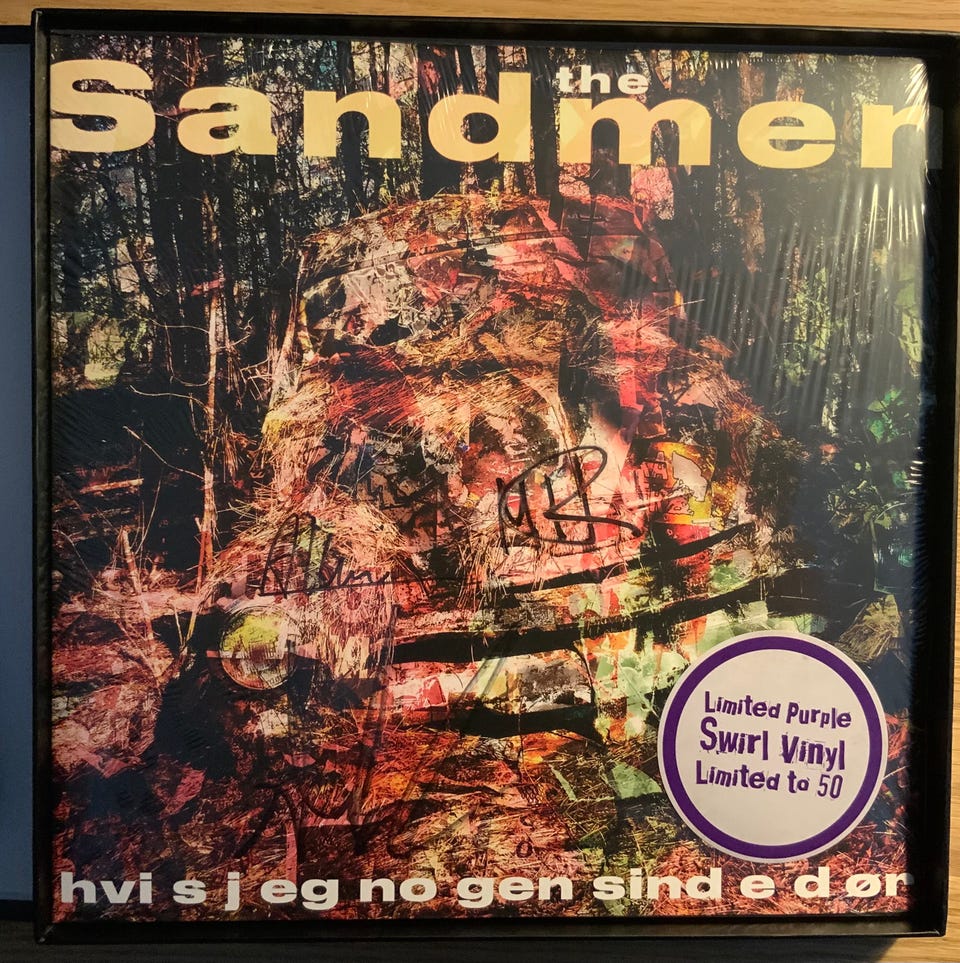 the
Sandmen
Limited Purple
Swirl Vinyl
Limited to 50
hvi s j eg no gen sind e d ør